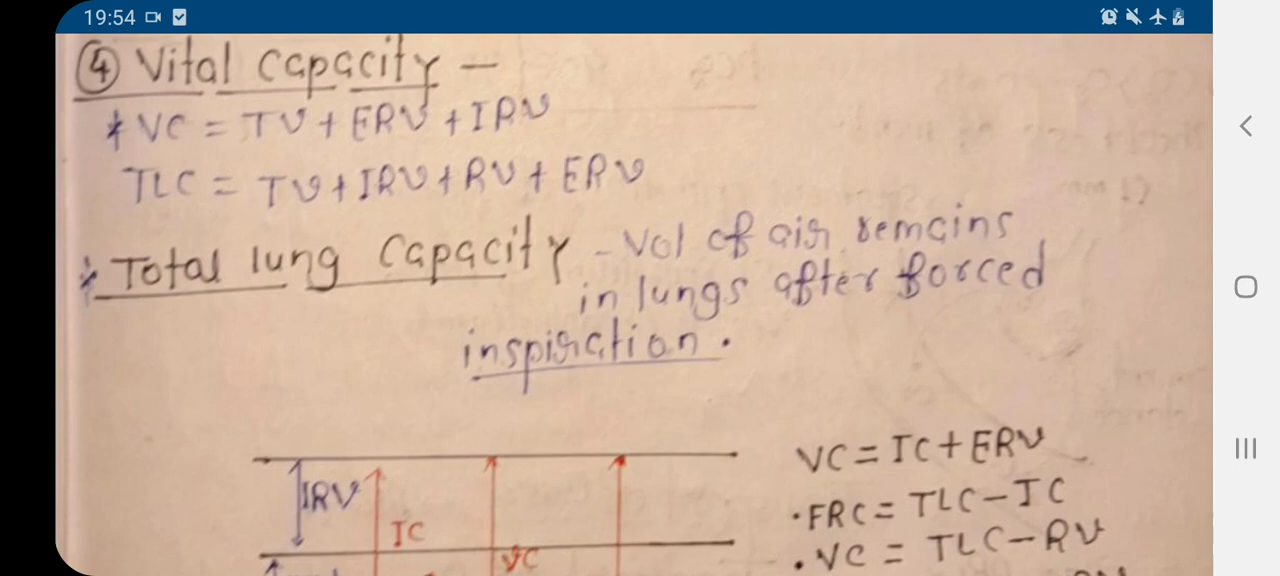 19:54
④ Vital Capacity –
* VC = TV + ERV + IRV
TLC = TV + IRV + RV + ERV
* Total lung Capacity – Vol of air remains
in lungs after forced
inspiration.
VC = IC + ERV
IRV
IC
• FRC = TLC – IC
• VC = TLC – RV
VC